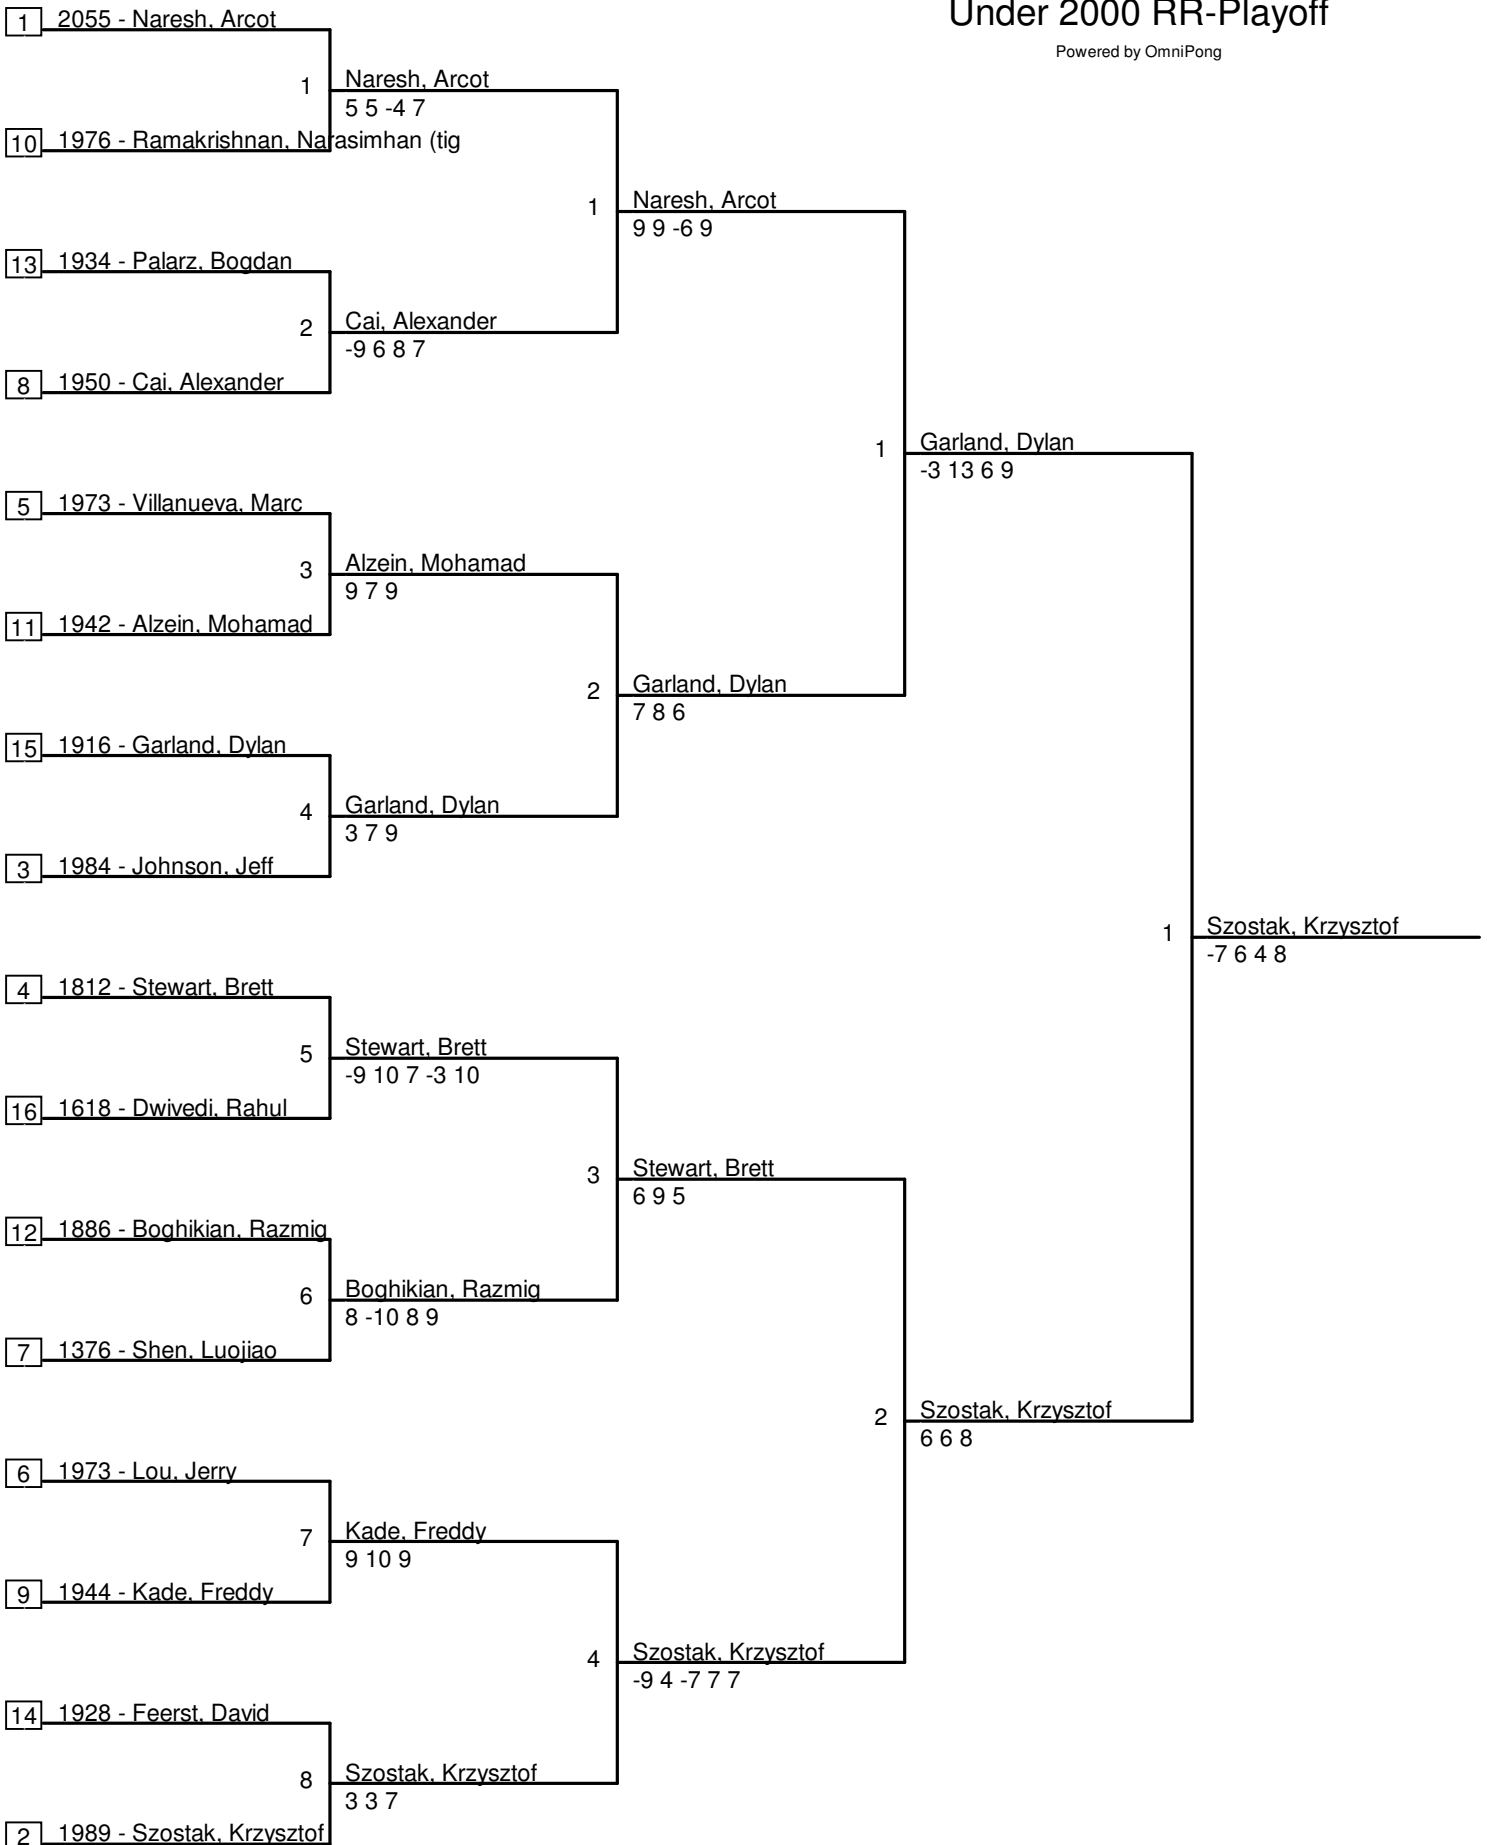 Under 2000 RR-Playoff
Powered by OmniPong
1 2055 - Naresh, Arcot
1 Naresh, Arcot
5 5 -4 7
10 1976 - Ramakrishnan, Narasimhan (tig
1 Naresh, Arcot
9 9 -6 9
13 1934 - Palarz, Bogdan
2 Cai, Alexander
-9 6 8 7
8 1950 - Cai, Alexander
1 Garland, Dylan
-3 13 6 9
5 1973 - Villanueva, Marc
3 Alzein, Mohamad
9 7 9
11 1942 - Alzein, Mohamad
2 Garland, Dylan
7 8 6
15 1916 - Garland, Dylan
4 Garland, Dylan
3 7 9
3 1984 - Johnson, Jeff
1 Szostak, Krzysztof
-7 6 4 8
4 1812 - Stewart, Brett
5 Stewart, Brett
-9 10 7 -3 10
16 1618 - Dwivedi, Rahul
3 Stewart, Brett
6 9 5
12 1886 - Boghikian, Razmig
6 Boghikian, Razmig
8 -10 8 9
7 1376 - Shen, Luojiao
2 Szostak, Krzysztof
6 6 8
6 1973 - Lou, Jerry
7 Kade, Freddy
9 10 9
9 1944 - Kade, Freddy
4 Szostak, Krzysztof
-9 4 -7 7 7
14 1928 - Feerst, David
8 Szostak, Krzysztof
3 3 7
2 1989 - Szostak, Krzysztof